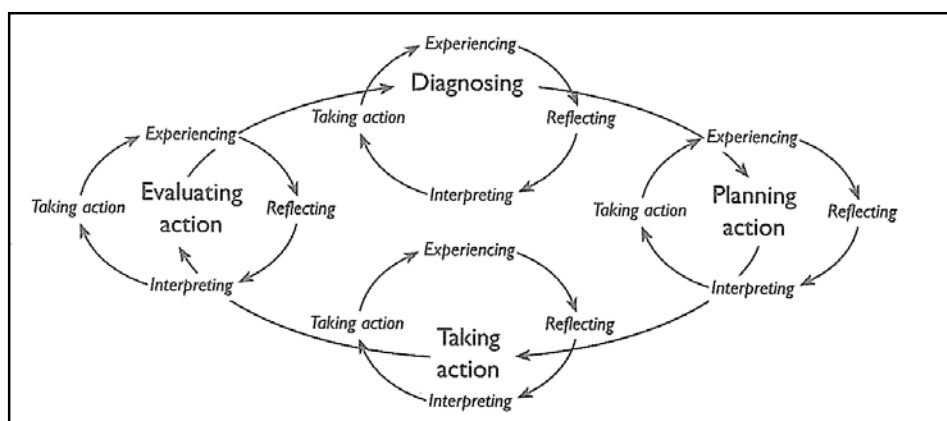 Experiencing
Diagnosing
Taking action
Reflecting
Interpreting
Experiencing
Evaluating
action
Taking action
Reflecting
Interpreting
Experiencing
Planning
action
Taking action
Reflecting
Interpreting
Experiencing
Taking action
Reflecting
Taking
action
Interpreting